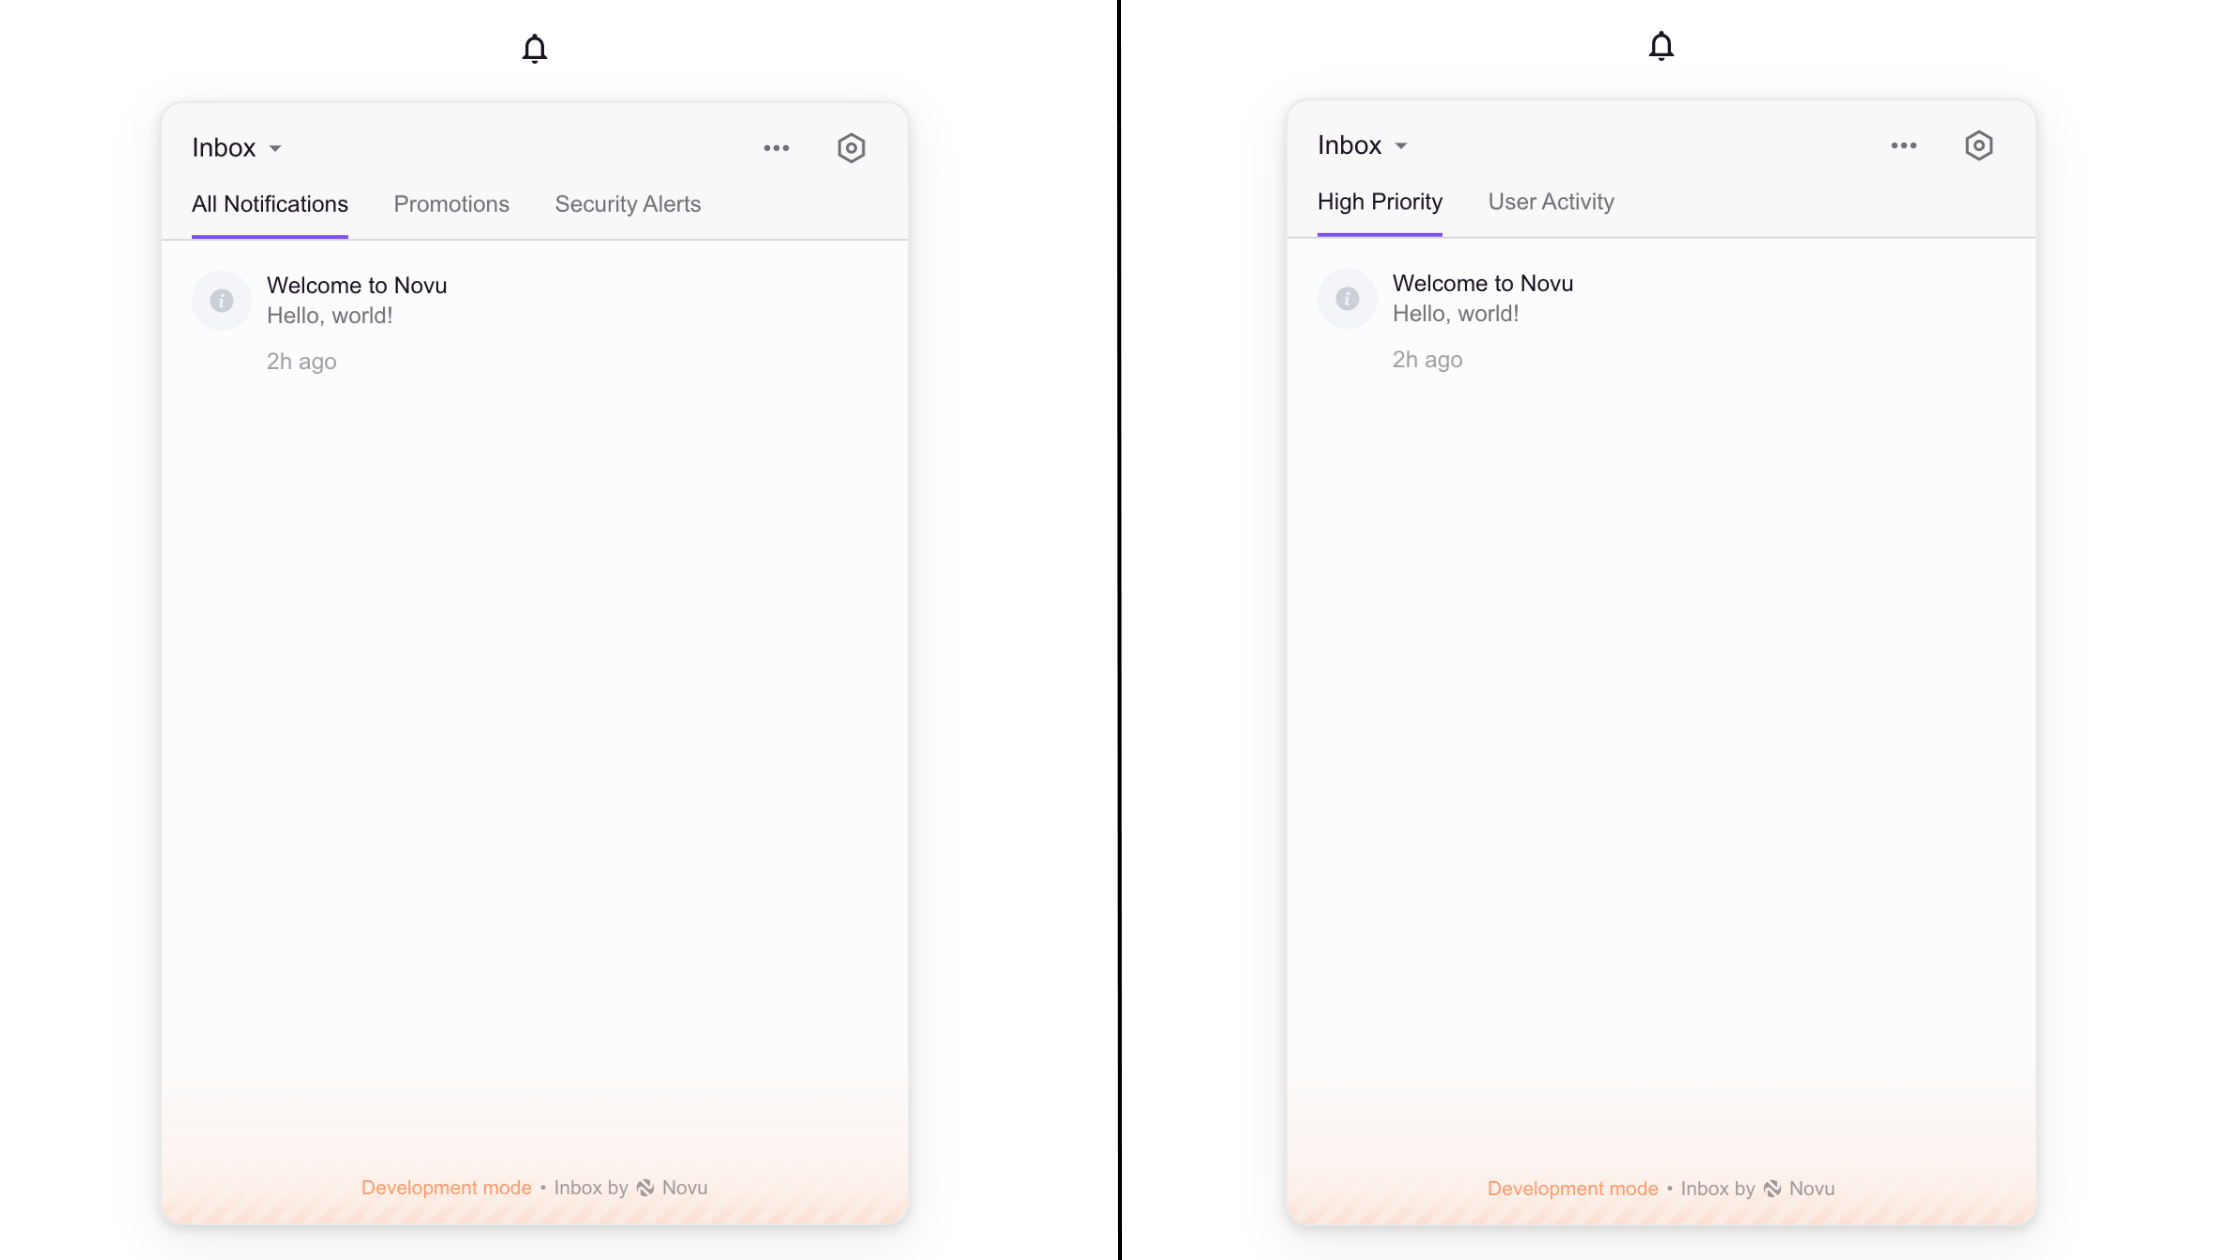 Inbox
All Notifications Promotions Security Alerts
Welcome to Novu
Hello, world!
2h ago
Development mode • Inbox by Novu
Inbox
High Priority User Activity
Welcome to Novu
Hello, world!
2h ago
Development mode • Inbox by Novu